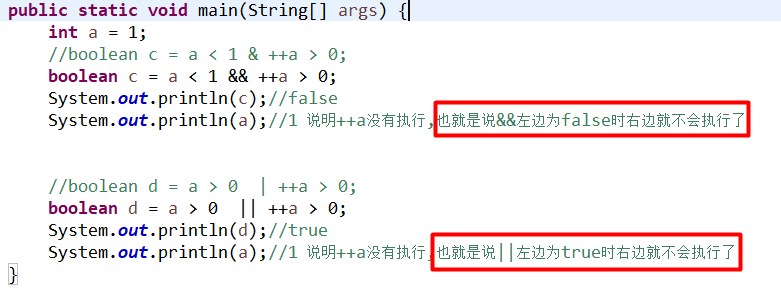 public static void main(String[] args) {
int a = 1;
//boolean c = a < 1 & ++a > 0;
boolean c = a < 1 && ++a > 0;
System.out.println(c);//false
System.out.println(a);//1 说明++a没有执行,也就是说&&左边为false时右边就不会执行了
//boolean d = a > 0  | ++a > 0;
boolean d = a > 0  || ++a > 0;
System.out.println(d);//true
System.out.println(a);//1 说明++a没有执行,也就是说||左边为true时右边就不会执行了
}